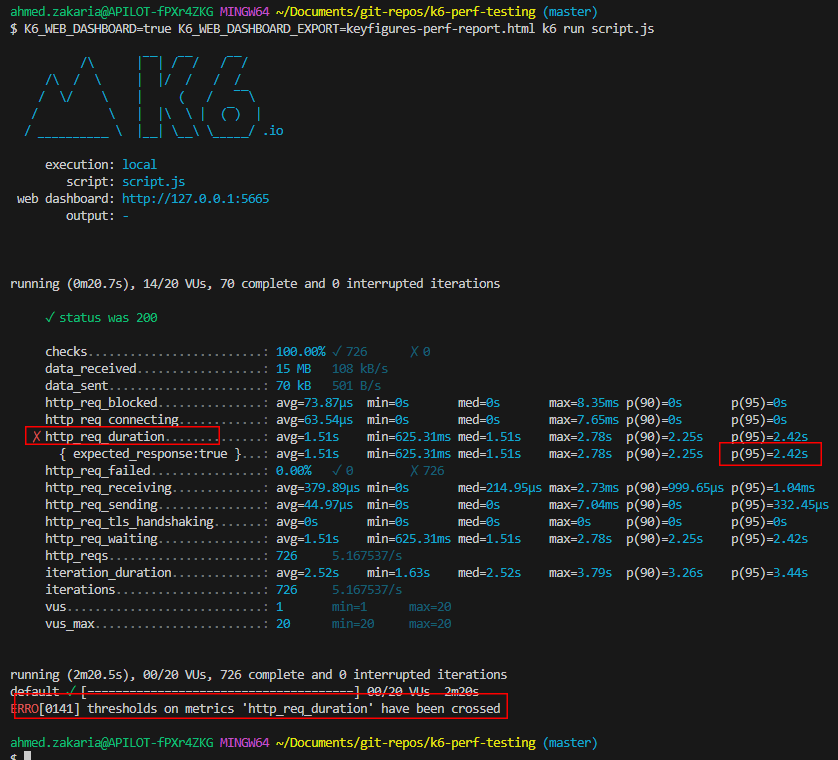 ahmed.zakaria@APILOT-fPXr4ZKG MINGW64 ~/Documents/git-repos/k6-perf-testing (master)
$ K6_WEB_DASHBOARD=true K6_WEB_DASHBOARD_EXPORT=keyfigures-perf-report.html k6 run script.js
          /\      |‾‾| /‾‾/   /‾‾/
     /\  /  \     |  |/  /   /  /
    /  \/    \    |     (   /   ‾‾\
   /          \   |  |\  \ |  (‾)  |
  / __________ \  |__| \__\ \_____/ .io
execution: local
script: script.js
web dashboard: http://127.0.0.1:5665
output: -
running (0m20.7s), 14/20 VUs, 70 complete and 0 interrupted iterations
✓ status was 200
checks.........................: 100.00% ✓ 726      ✗ 0
data_received..................: 15 MB   108 kB/s
data_sent......................: 70 kB   501 B/s
http_req_blocked...............: avg=73.87µs  min=0s       med=0s       max=8.35ms p(90)=0s       p(95)=0s
http_req_connecting............: avg=63.54µs  min=0s       med=0s       max=7.65ms p(90)=0s       p(95)=0s
✗ http_req_duration..............: avg=1.51s    min=625.31ms med=1.51s    max=2.78s  p(90)=2.25s    p(95)=2.42s
{ expected_response:true }...: avg=1.51s    min=625.31ms med=1.51s    max=2.78s  p(90)=2.25s    p(95)=2.42s
http_req_failed................: 0.00%   ✓ 0        ✗ 726
http_req_receiving.............: avg=379.89µs min=0s       med=214.95µs max=2.73ms p(90)=999.65µs p(95)=1.04ms
http_req_sending...............: avg=44.97µs  min=0s       med=0s       max=7.04ms p(90)=0s       p(95)=332.45µs
http_req_tls_handshaking.......: avg=0s       min=0s       med=0s       max=0s     p(90)=0s       p(95)=0s
http_req_waiting...............: avg=1.51s    min=625.31ms med=1.51s    max=2.78s  p(90)=2.25s    p(95)=2.42s
http_reqs......................: 726     5.167537/s
iteration_duration.............: avg=2.52s    min=1.63s    med=2.52s    max=3.79s  p(90)=3.26s    p(95)=3.44s
iterations.....................: 726     5.167537/s
vus............................: 1       min=1      max=20
vus_max........................: 20      min=20     max=20
running (2m20.5s), 00/20 VUs, 726 complete and 0 interrupted iterations
default ✓ [======================================] 00/20 VUs  2m20s
ERRO[0141] thresholds on metrics 'http_req_duration' have been crossed
ahmed.zakaria@APILOT-fPXr4ZKG MINGW64 ~/Documents/git-repos/k6-perf-testing (master)
$